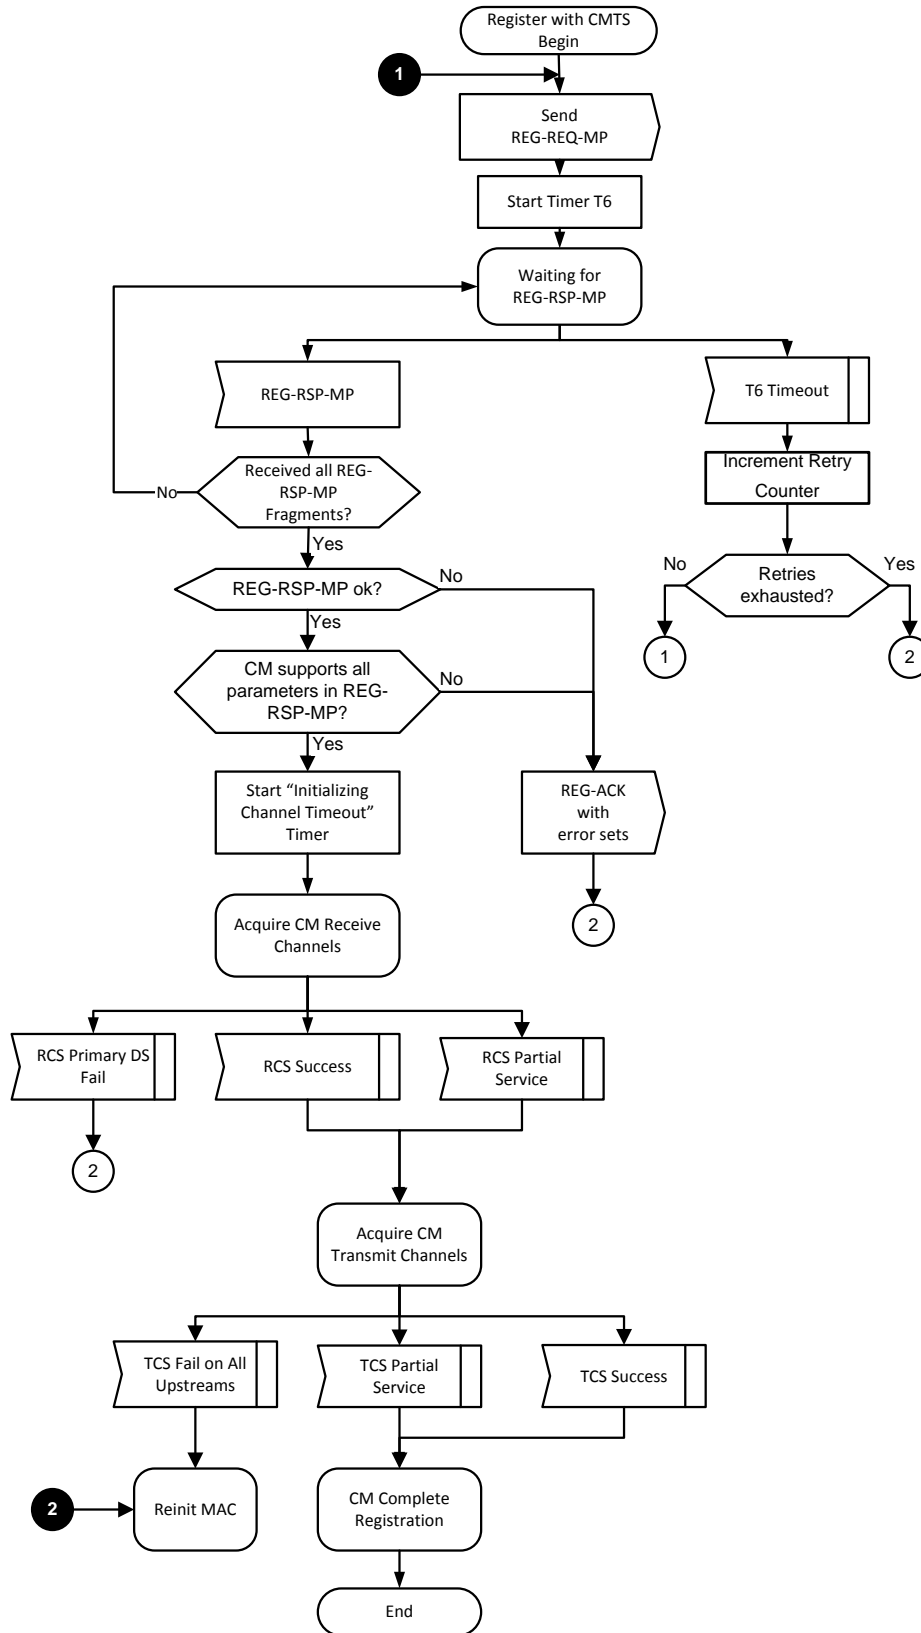 Register with CMTS
Begin
1
Send
REG-REQ-MP
Start Timer T6
Waiting for
REG-RSP-MP
REG-RSP-MP
T6 Timeout
Received all REG-
RSP-MP
Fragments?
No
Yes
Increment Retry
Counter
Retries
exhausted?
No
Yes
1
2
REG-RSP-MP ok?
No
Yes
CM supports all
parameters in REG-
RSP-MP?
No
Yes
Start “Initializing
Channel Timeout”
Timer
REG-ACK
with
error sets
2
Acquire CM Receive
Channels
RCS Primary DS
Fail
RCS Success
RCS Partial
Service
2
Acquire CM
Transmit Channels
TCS Fail on All
Upstreams
TCS Partial
Service
TCS Success
2
Reinit MAC
CM Complete
Registration
End